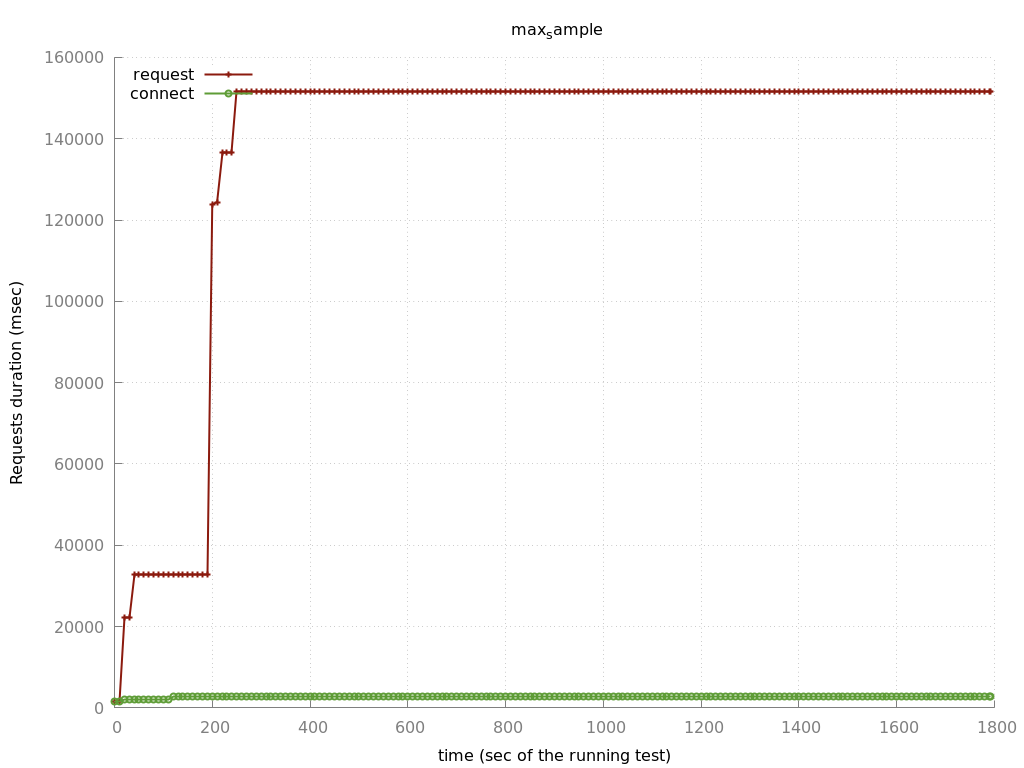 max_sample
160000
request
connect
140000
120000
100000
80000
60000
40000
20000
0
Requests duration (msec)
0 200 400 600 800 1000 1200 1400 1600 1800
time (sec of the running test)